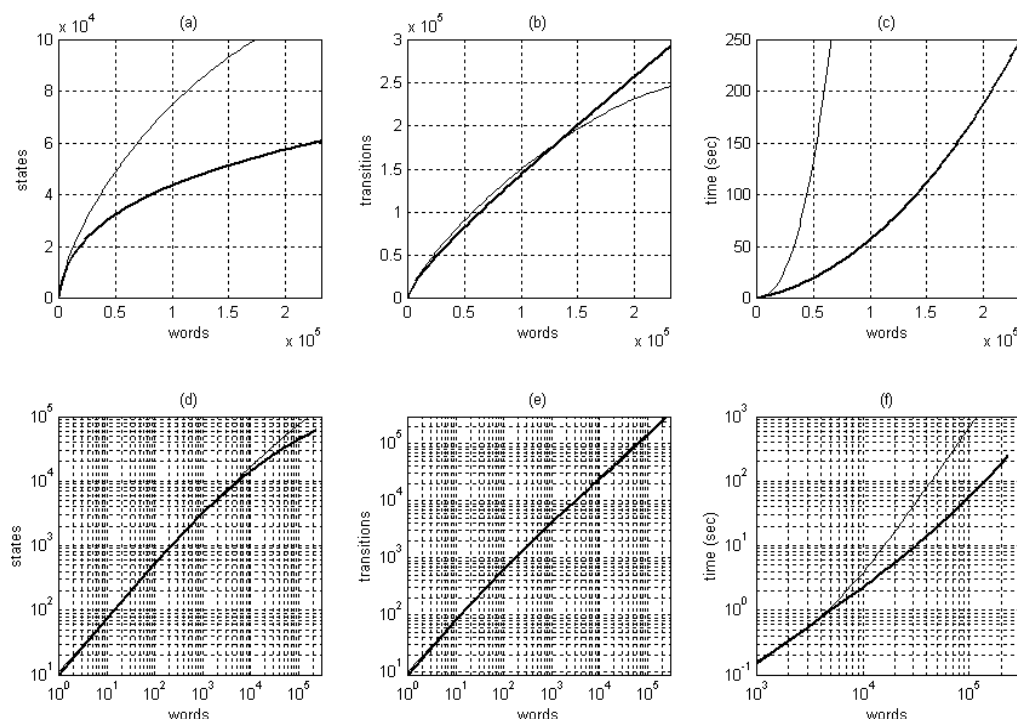 (a)
x 10^4
10
8
6
4
2
0
states
0 0.5 1 1.5 2
words
x 10^5
(b)
x 10^5
3
2.5
2
1.5
1
0.5
0
transitions
0 0.5 1 1.5 2
words
x 10^5
(c)
250
200
150
100
50
0
time (sec)
0 0.5 1 1.5 2
words
x 10^5
(d)
10^5
10^4
10^3
10^2
10^1
states
10^0 10^1 10^2 10^3 10^4 10^5
words
(e)
10^5
10^4
10^3
10^2
10^1
transitions
10^0 10^1 10^2 10^3 10^4 10^5
words
(f)
10^3
10^2
10^1
10^0
10^-1
time (sec)
10^3 10^4 10^5
words